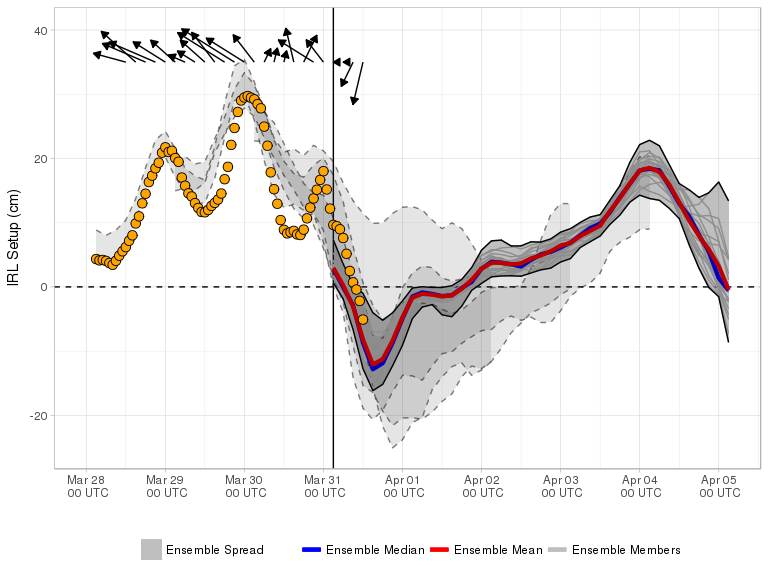 IRL Setup (cm)
40
20
0
-20
Mar 28 Mar 29 Mar 30 Mar 31 Apr 01 Apr 02 Apr 03 Apr 04 Apr 05
00 UTC 00 UTC 00 UTC 00 UTC 00 UTC 00 UTC 00 UTC 00 UTC 00 UTC
Ensemble Spread Ensemble Median Ensemble Mean Ensemble Members